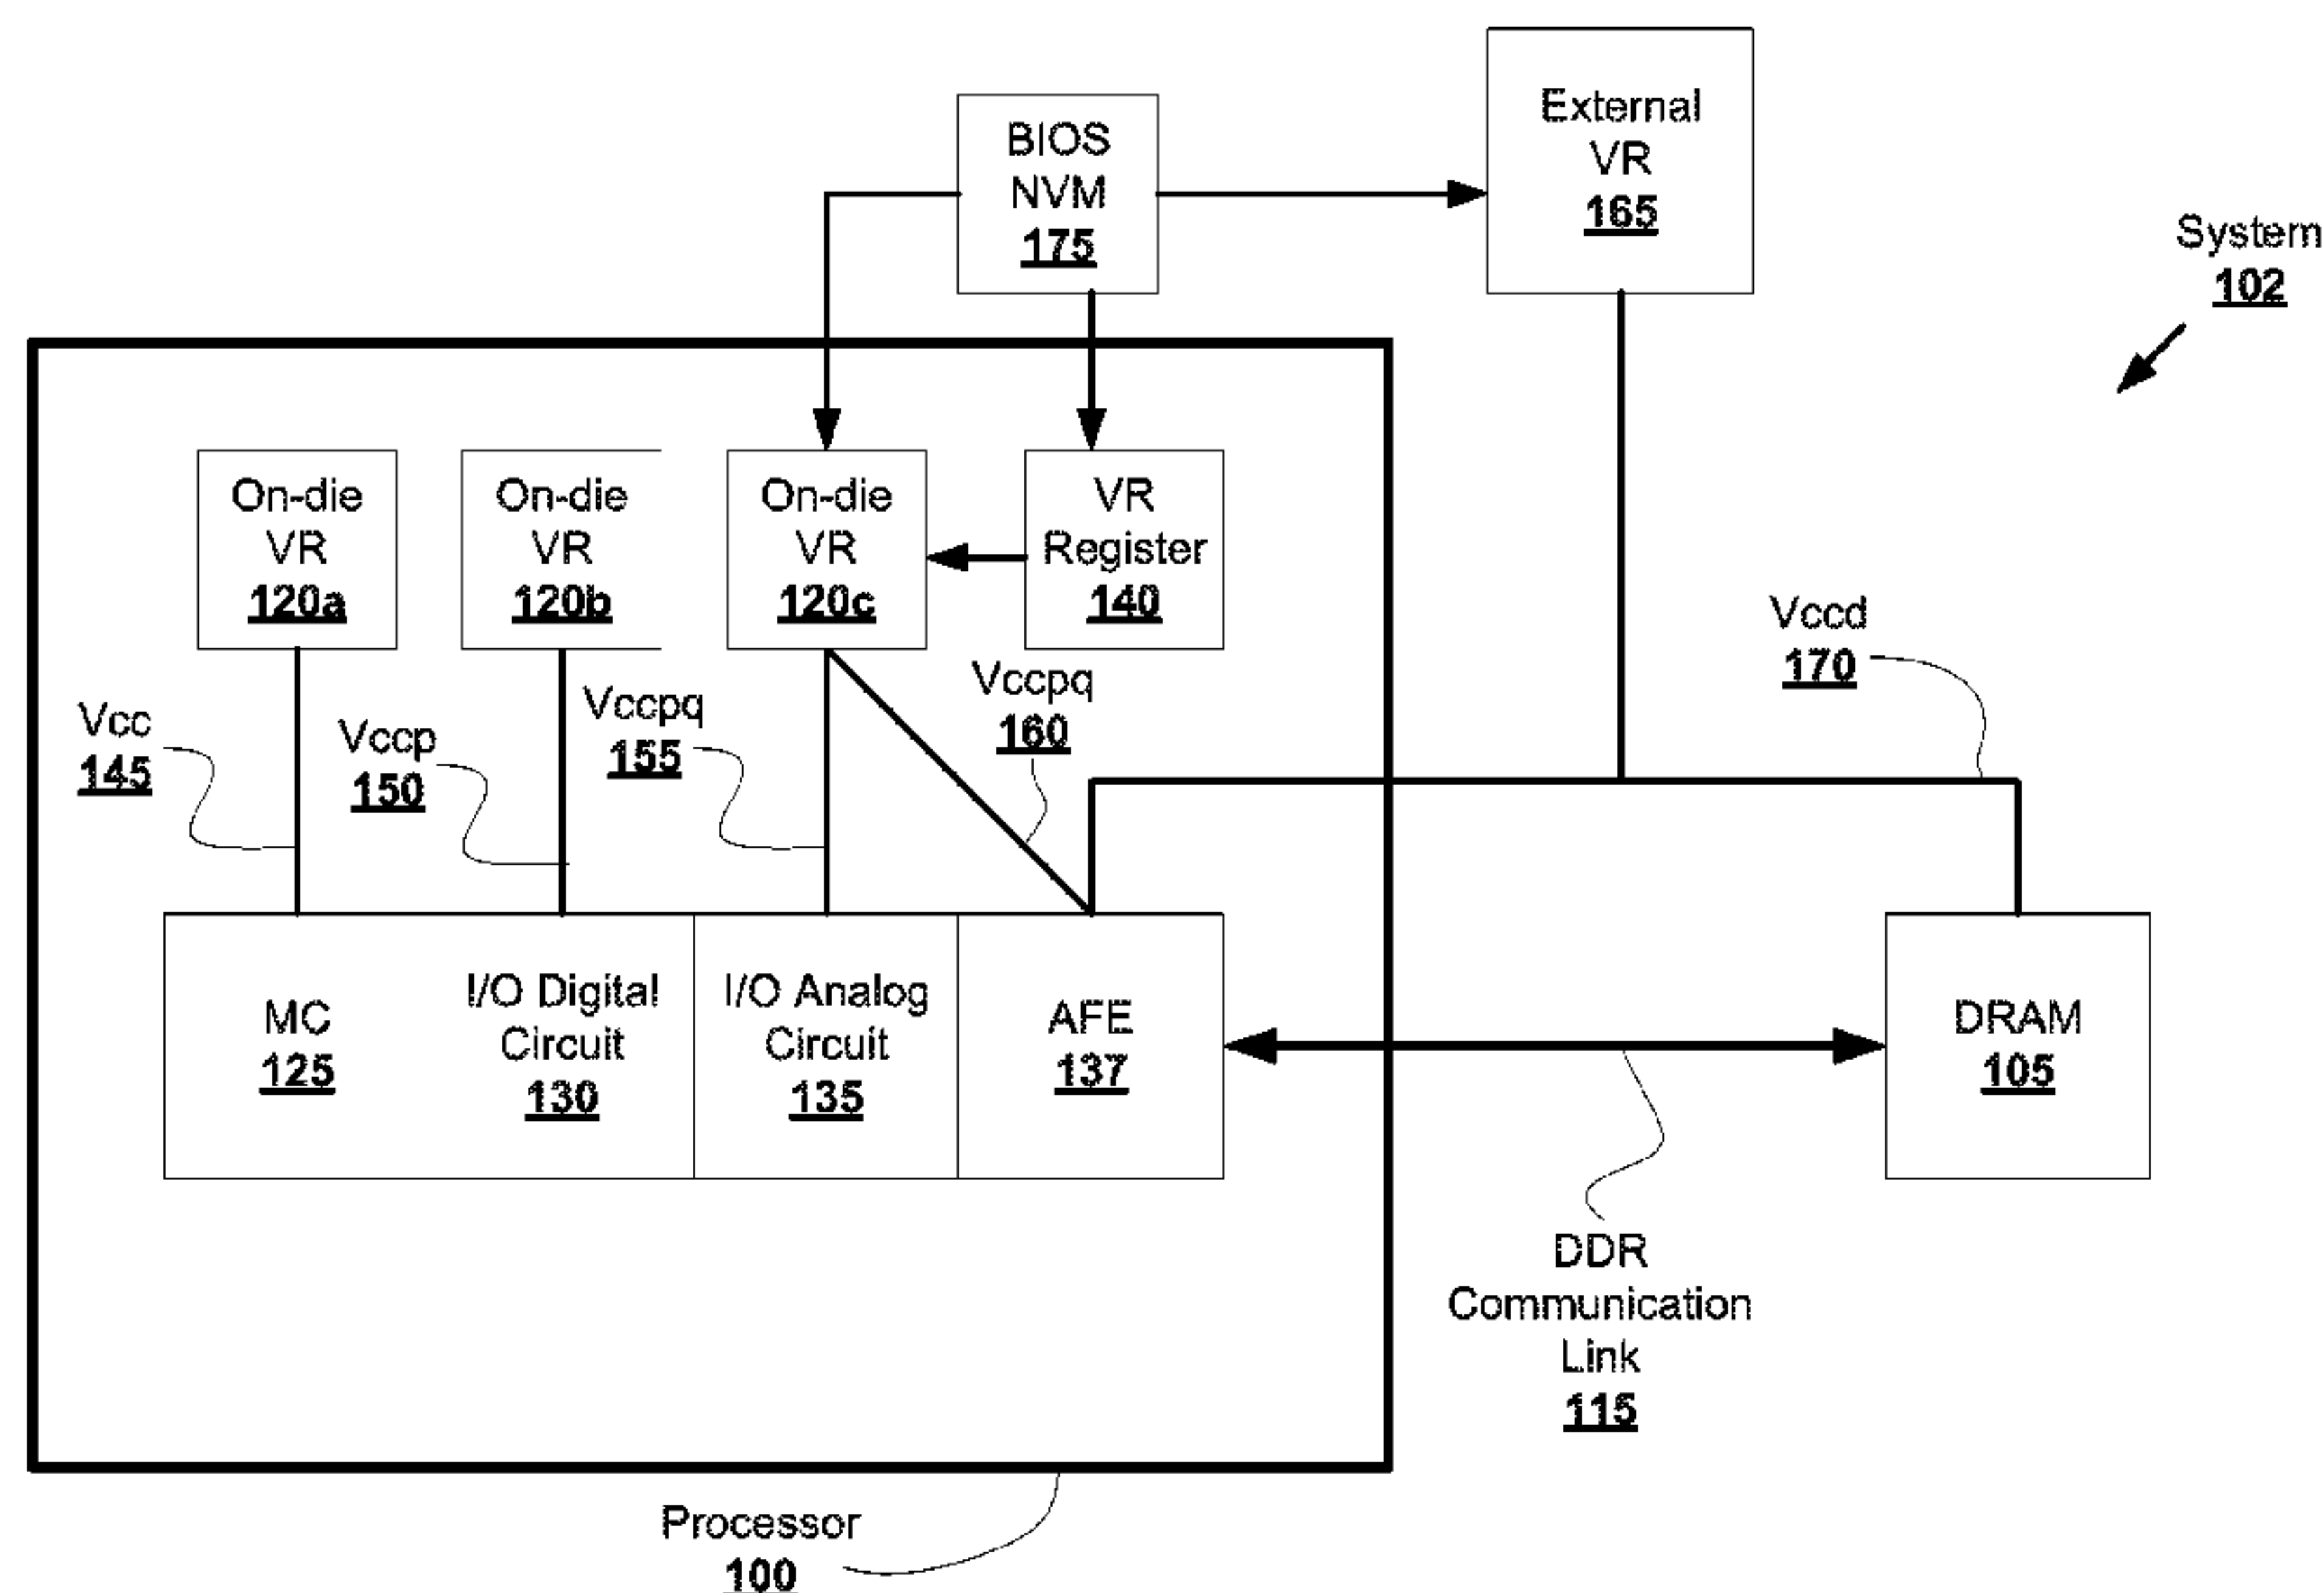 External
VR
165
BIOS
NVM
175
System
102
On-die
VR
120a
On-die
VR
120b
On-die
VR
120c
VR
Register
140
Vccd
170
Vcc
145
Vccp
150
Vccpq
155
Vccpq
160
MC
125
I/O Digital
Circuit
130
I/O Analog
Circuit
135
AFE
137
DRAM
105
DDR
Communication
Link
115
Processor
100